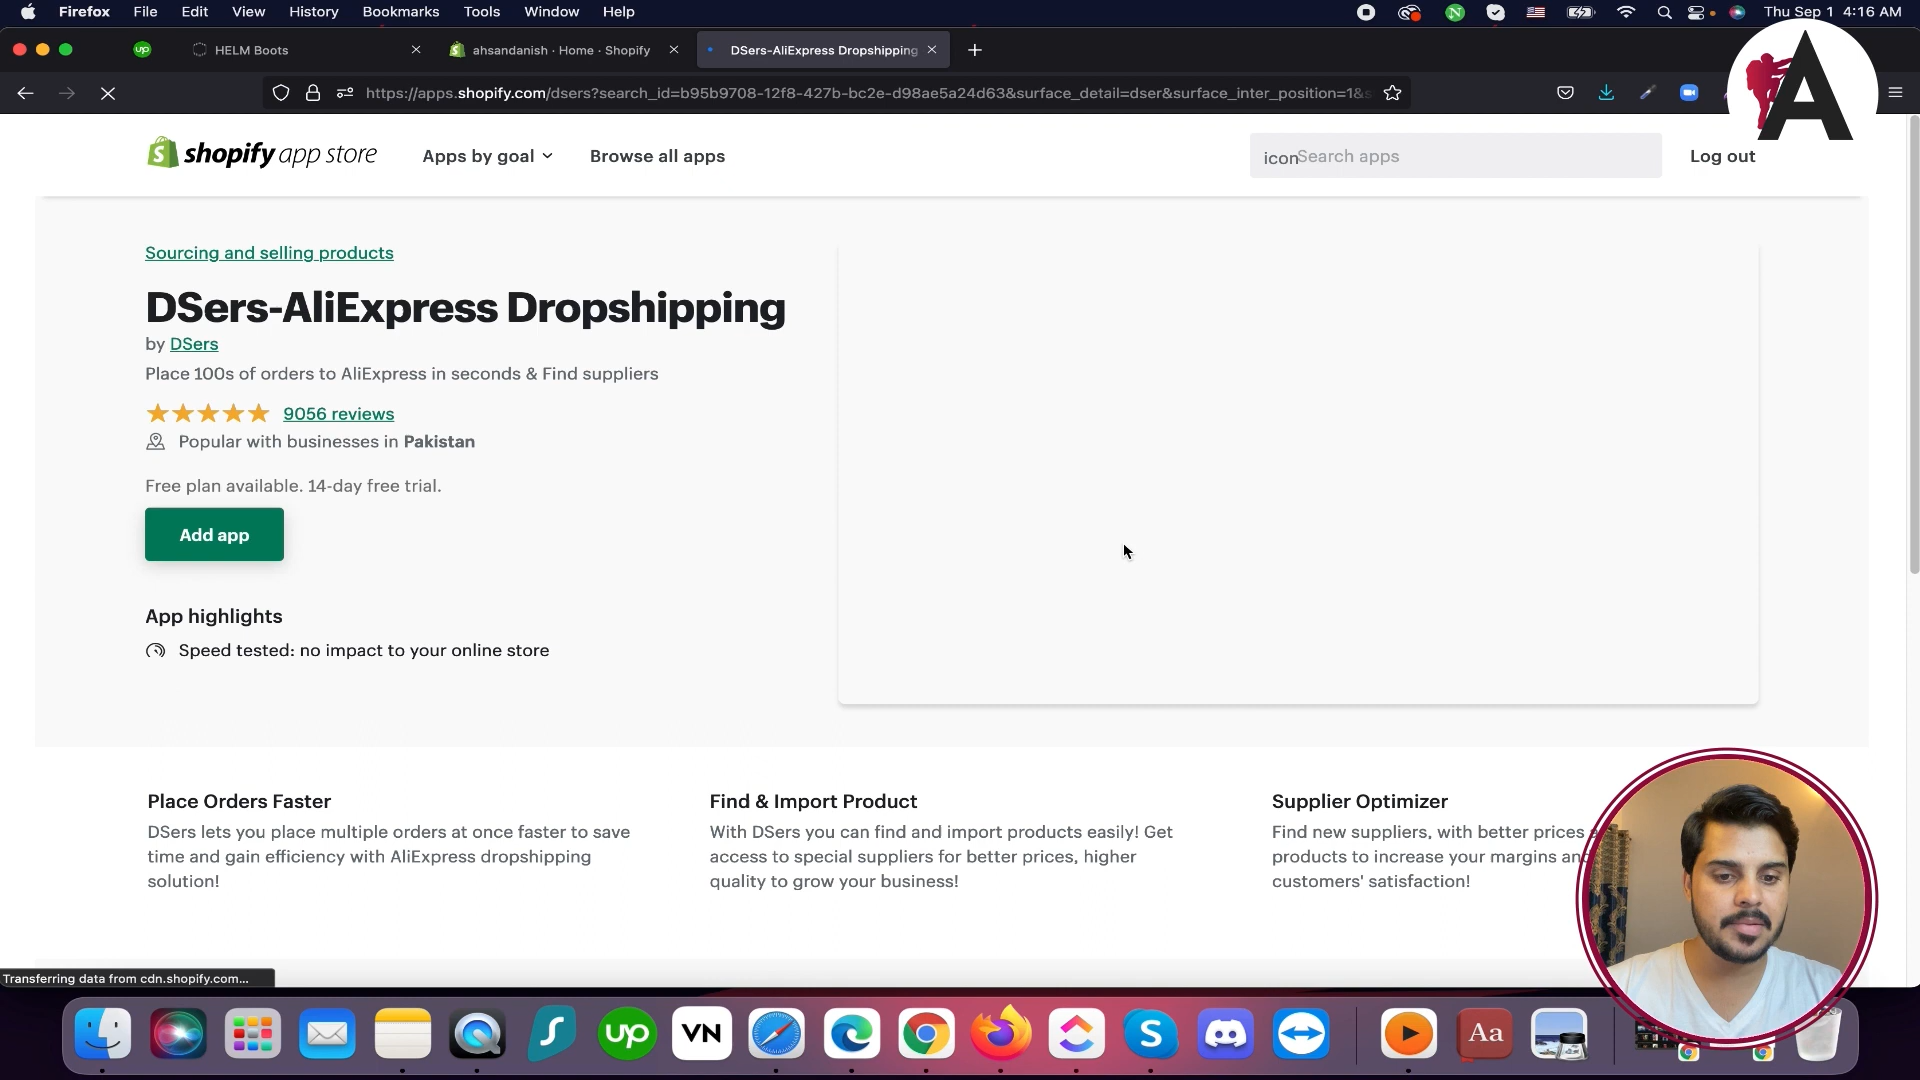 Firefox File Edit View History Bookmarks Tools Window Help Thu Sep 1 4:16 AM
up HELM Boots ahsandanish · Home · Shopify DSers-AliExpress Dropshipping
https://apps.shopify.com/dsers?search_id=b95b9708-12f8-427b-bc2e-d98ae5a24d63&surface_detail=dser&surface_inter_position=1&s
A
shopify app store Apps by goal Browse all apps iconSearch apps Log out
Sourcing and selling products
DSers-AliExpress Dropshipping
by DSers
Place 100s of orders to AliExpress in seconds & Find suppliers
9056 reviews
Popular with businesses in Pakistan
Free plan available. 14-day free trial.
Add app
App highlights
Speed tested: no impact to your online store
Place Orders Faster
DSers lets you place multiple orders at once faster to save
time and gain efficiency with AliExpress dropshipping
solution!
Find & Import Product
With DSers you can find and import products easily! Get
access to special suppliers for better prices, higher
quality to grow your business!
Supplier Optimizer
Find new suppliers, with better prices
products to increase your margins and
customers' satisfaction!
Transferring data from cdn.shopify.com...
up VN S Aa